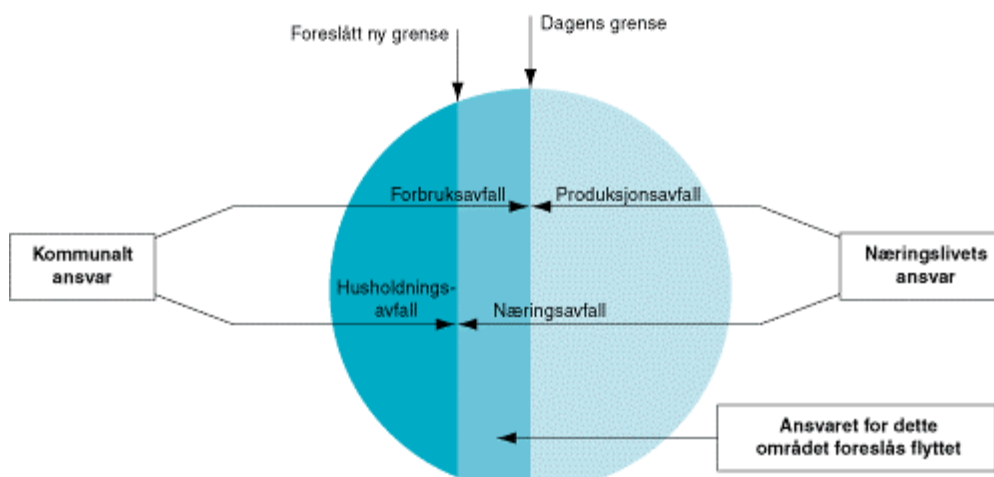 Dagens grense
Foreslått ny grense
Forbruksavfall
Produksjonsavfall
Kommunalt
ansvar
Næringslivets
ansvar
Husholdnings-
avfall
Næringsavfall
Ansvaret for dette
området foreslås flyttet